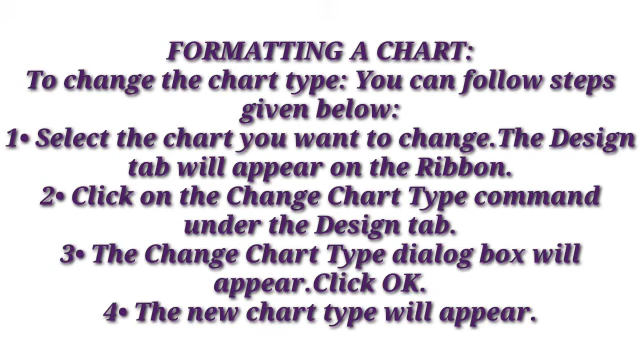 FORMATTING A CHART:
To change the chart type: You can follow steps
given below:
1• Select the chart you want to change.The Design
tab will appear on the Ribbon.
2• Click on the Change Chart Type command
under the Design tab.
3• The Change Chart Type dialog box will
appear.Click OK.
4• The new chart type will appear.